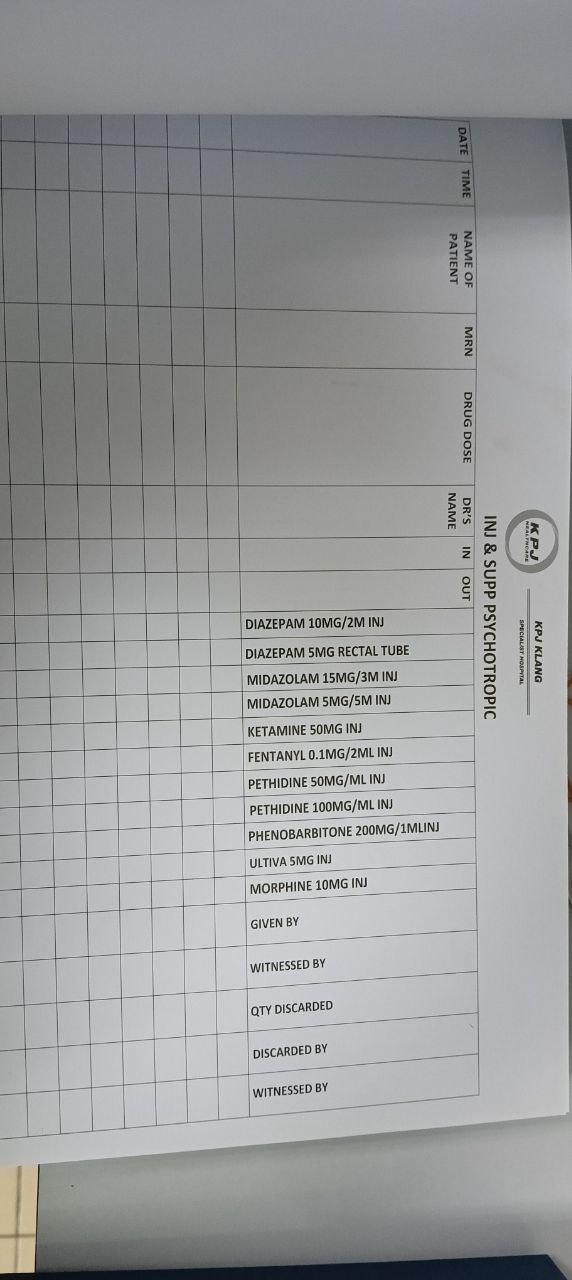 KPJ
HEALTHCARE
KPJ KLANG
SPECIALIST HOSPITAL
INJ & SUPP PSYCHOTROPIC
DATE
TIME
NAME OF
PATIENT
MRN
DRUG DOSE
DR'S
NAME
IN
OUT
DIAZEPAM 10MG/2M INJ
DIAZEPAM 5MG RECTAL TUBE
MIDAZOLAM 15MG/3M INJ
MIDAZOLAM 5MG/5M INJ
KETAMINE 50MG INJ
FENTANYL 0.1MG/2ML INJ
PETHIDINE 50MG/ML INJ
PETHIDINE 100MG/ML INJ
PHENOBARBITONE 200MG/1MLINJ
ULTIVA 5MG INJ
MORPHINE 10MG INJ
GIVEN BY
WITNESSED BY
QTY DISCARDED
DISCARDED BY
WITNESSED BY